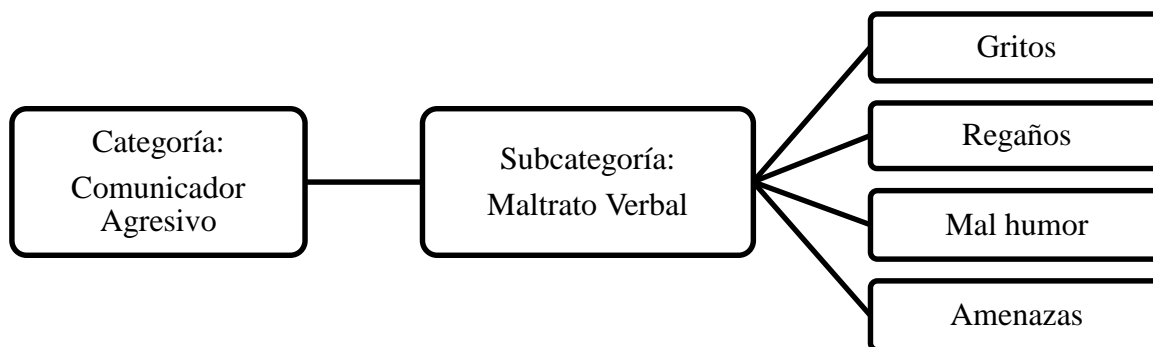 Categoría:
Comunicador
Agresivo
Subcategoría:
Maltrato Verbal
Gritos
Regaños
Mal humor
Amenazas